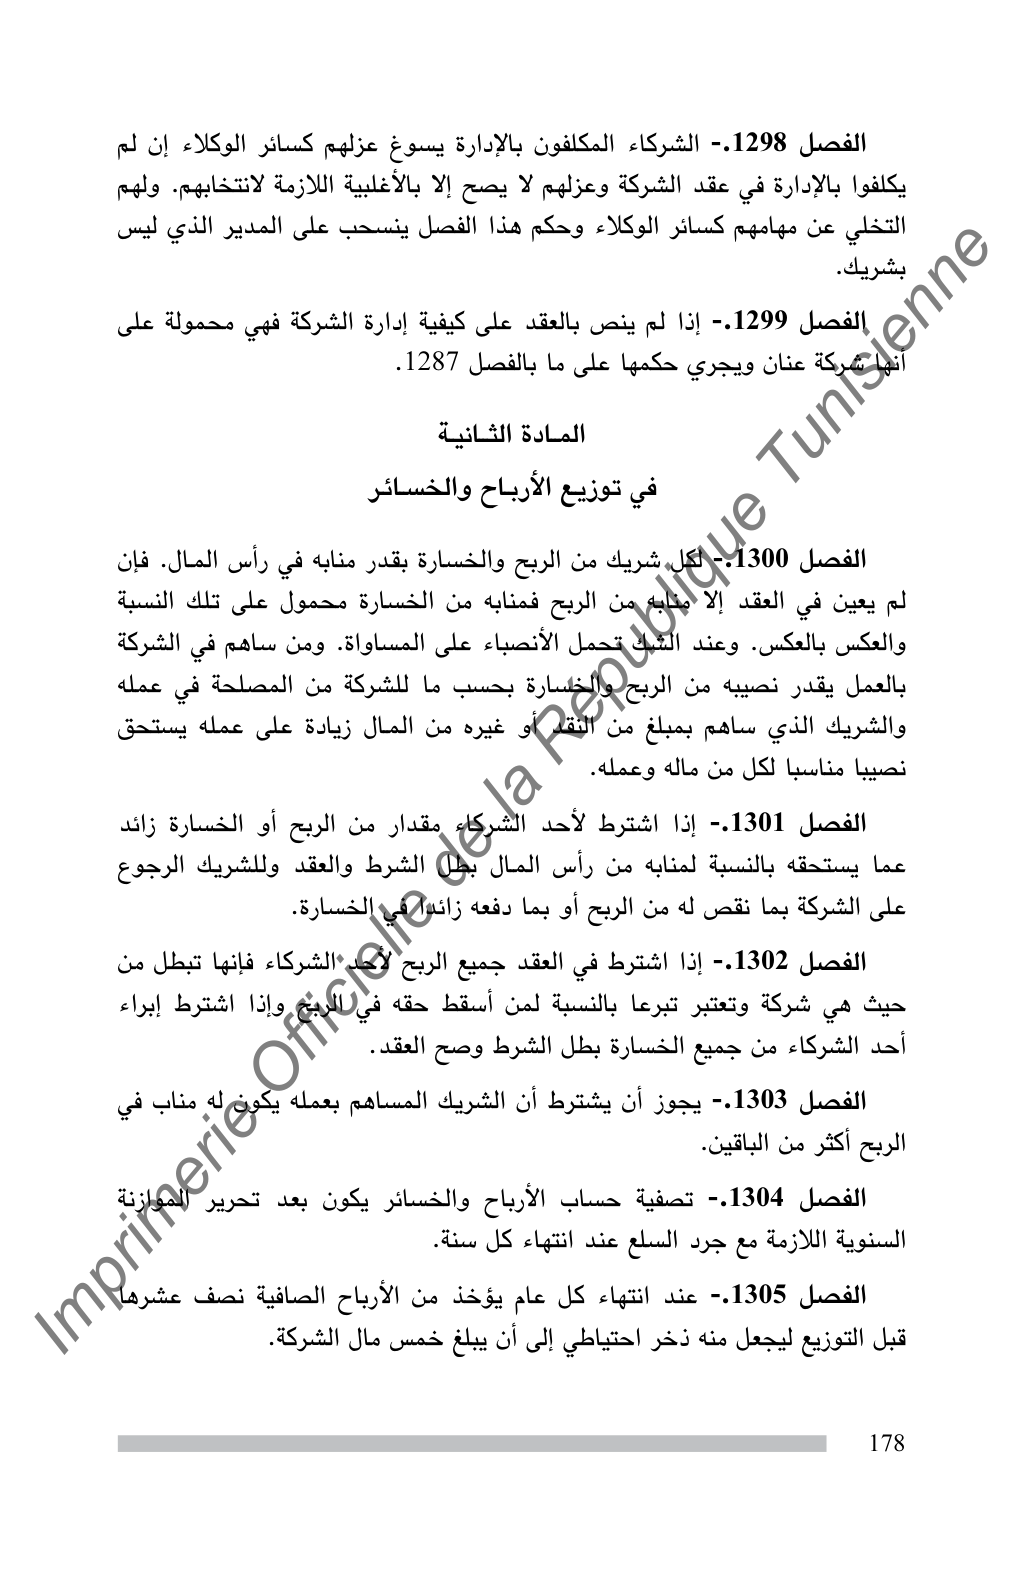 الفصل 1298.- الشركاء المكلفون بالإدارة يسوغ عزلهم كسائر الوكلاء إن لم
يكلفوا بالإدارة في عقد الشركة وعزلهم لا يصح إلا بالأغلبية اللازمة لانتخابهم. ولهم
التخلي عن مهامهم كسائر الوكلاء وحكم هذا الفصل ينسحب على المدير الذي ليس
بشريك.
الفصل 1299.- إذا لم ينص بالعقد على كيفية إدارة الشركة فهي محمولة على
أنها شركة عنان ويجري حكمها على ما بالفصل 1287.
المـادة الثـانيـة
في توزيـع الأربـاح والخسـائـر
الفصل 1300.- لكل شريك من الربح والخسارة بقدر منابه في رأس المـال. فإن
لم يعين في العقد إلا منابه من الربح فمنابه من الخسارة محمول على تلك النسبة
والعكس بالعكس. وعند الشك تحمل الأنصباء على المساواة. ومن ساهم في الشركة
بالعمل يقدر نصيبه من الربح والخسارة بحسب ما للشركة من المصلحة في عمله
والشريك الذي ساهم بمبلغ من النقد أو غيره من المـال زيادة على عمله يستحق
نصيبا مناسبا لكل من ماله وعمله.
الفصل 1301.- إذا اشترط لأحد الشركاء مقدار من الربح أو الخسارة زائد
عما يستحقه بالنسبة لمنابه من رأس المـال بطل الشرط والعقد وللشريك الرجوع
على الشركة بما نقص له من الربح أو بما دفعه زائدا في الخسارة.
الفصل 1302.- إذا اشترط في العقد جميع الربح لأحد الشركاء فإنها تبطل من
حيث هي شركة وتعتبر تبرعا بالنسبة لمن أسقط حقه في الربح وإذا اشترط إبراء
أحد الشركاء من جميع الخسارة بطل الشرط وصح العقد.
الفصل 1303.- يجوز أن يشترط أن الشريك المساهم بعمله يكون له مناب في
الربح أكثر من الباقين.
الفصل 1304.- تصفية حساب الأرباح والخسائر يكون بعد تحرير الموازنة
السنوية اللازمة مع جرد السلع عند انتهاء كل سنة.
الفصل 1305.- عند انتهاء كل عام يؤخذ من الأرباح الصافية نصف عشرها
قبل التوزيع ليجعل منه ذخر احتياطي إلى أن يبلغ خمس مال الشركة.
178
Imprimerie Officielle de la République Tunisienne